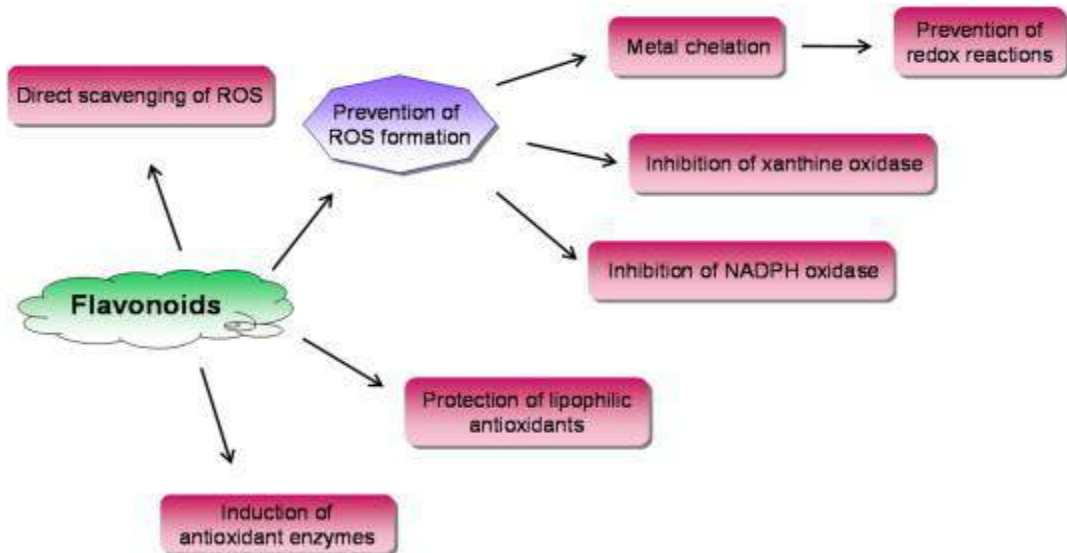 Direct scavenging of ROS
Prevention of
ROS formation
Metal chelation
Prevention of
redox reactions
Inhibition of xanthine oxidase
Inhibition of NADPH oxidase
Flavonoids
Protection of lipophilic
antioxidants
Induction of
antioxidant enzymes